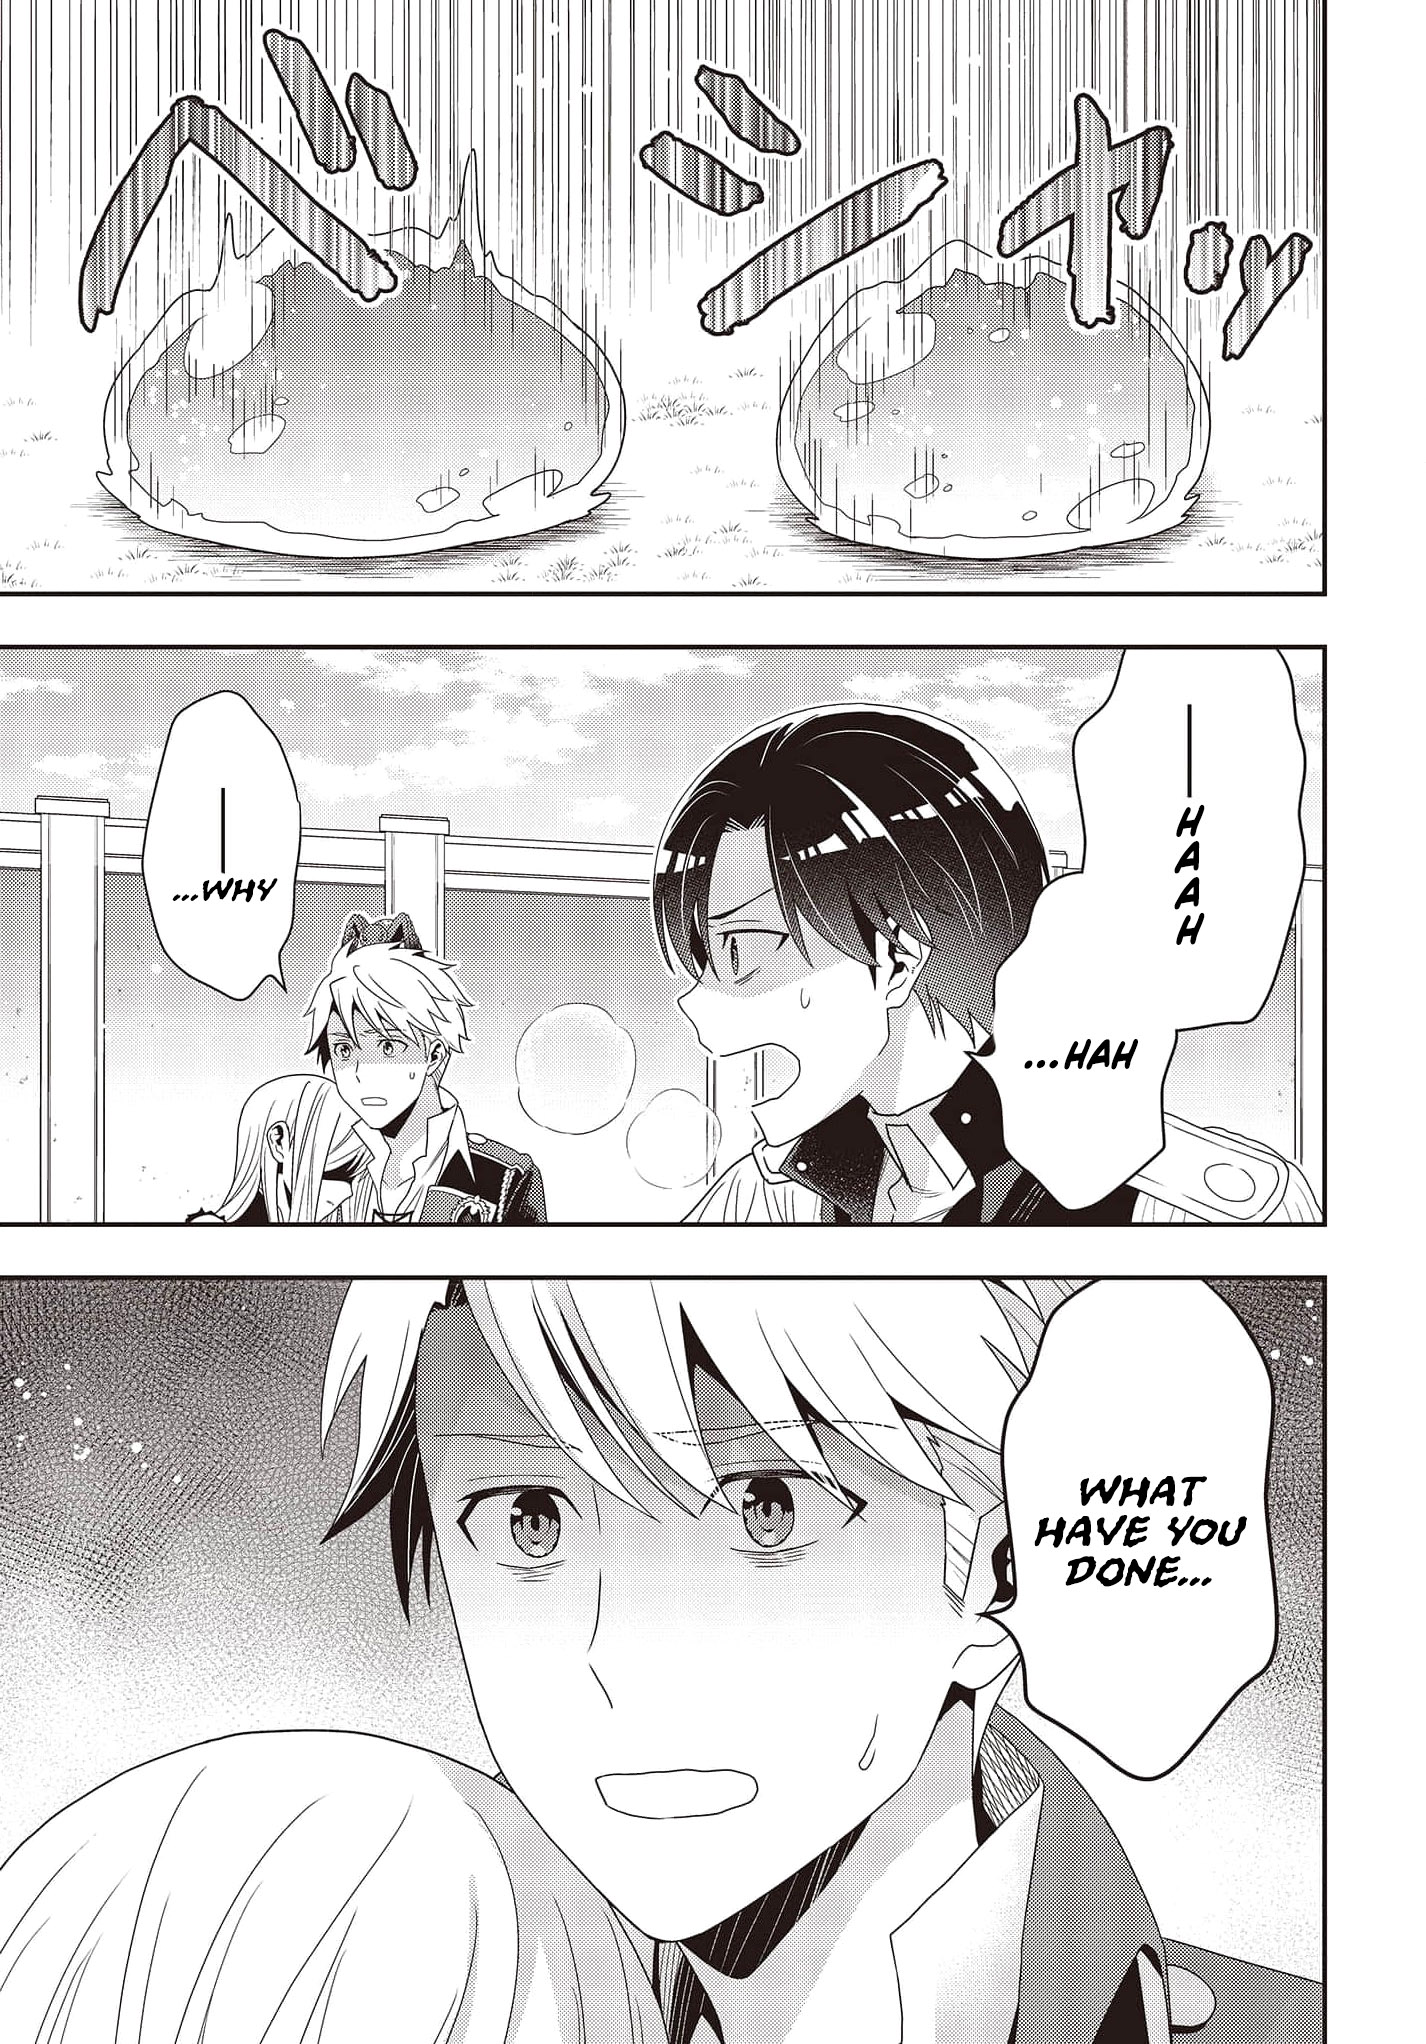 ベシャッ
—HAAH
...HAH
—
...WHY
WHAT
HAVE YOU
DONE...